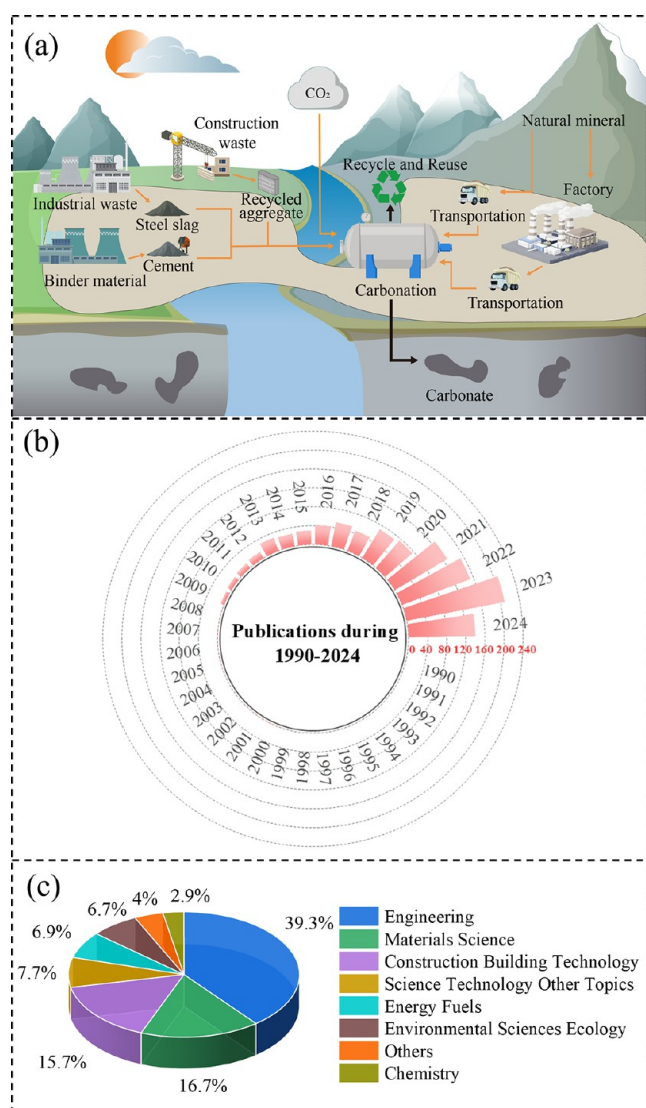 (a)
CO₂
Construction
waste
Natural mineral
Recycle and Reuse
Industrial waste
Recycled
aggregate
Factory
Steel slag
Transportation
Binder material
Cement
Carbonation
Transportation
Carbonate
(b)
Publications during
1990-2024
0 40 80 120 160 200 240
1990
1991
1992
1993
1994
1995
1996
1997
1998
1999
2000
2001
2002
2003
2004
2005
2006
2007
2008
2009
2010
2011
2012
2013
2014
2015
2016
2017
2018
2019
2020
2021
2022
2023
2024
(c)
2.9%
4%
6.7%
6.9%
7.7%
15.7%
16.7%
39.3%
Engineering
Materials Science
Construction Building Technology
Science Technology Other Topics
Energy Fuels
Environmental Sciences Ecology
Others
Chemistry